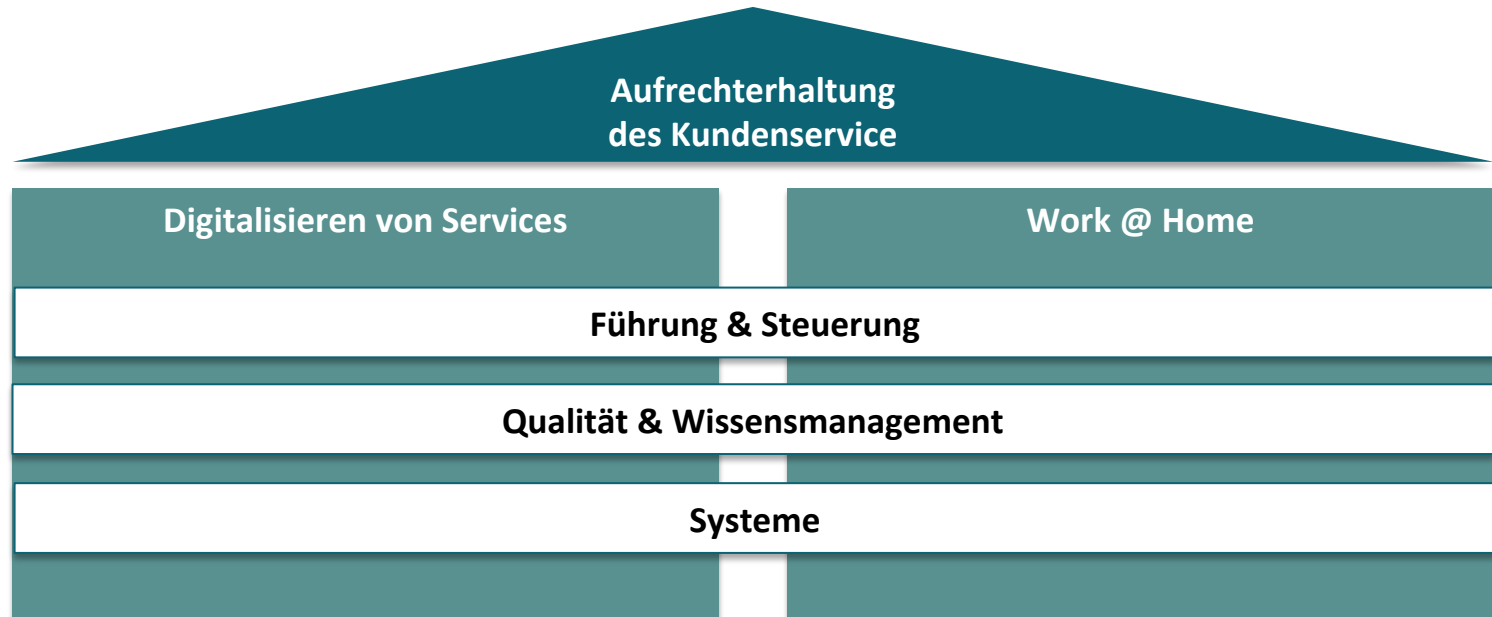 Aufrechterhaltung
des Kundenservice
Digitalisieren von Services
Work @ Home
Führung & Steuerung
Qualität & Wissensmanagement
Systeme